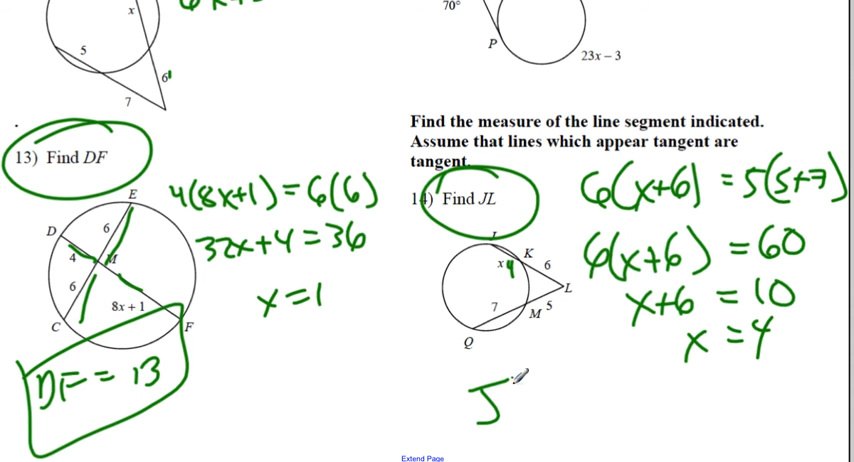 x
5
6
7
70°
P
23x – 3
13) Find DF
E
D
6
4
M
6
8x + 1
C
F
4(8x+1) = 6(6)
32x+4 = 36
x = 1
DF = 13
Find the measure of the line segment indicated.
Assume that lines which appear tangent are
tangent.
14) Find JL
J
K
x 4
6
L
7
M
5
Q
6(x+6) = 5(5+7)
6(x+6) = 60
x+6 = 10
x = 4
J
Extend Page